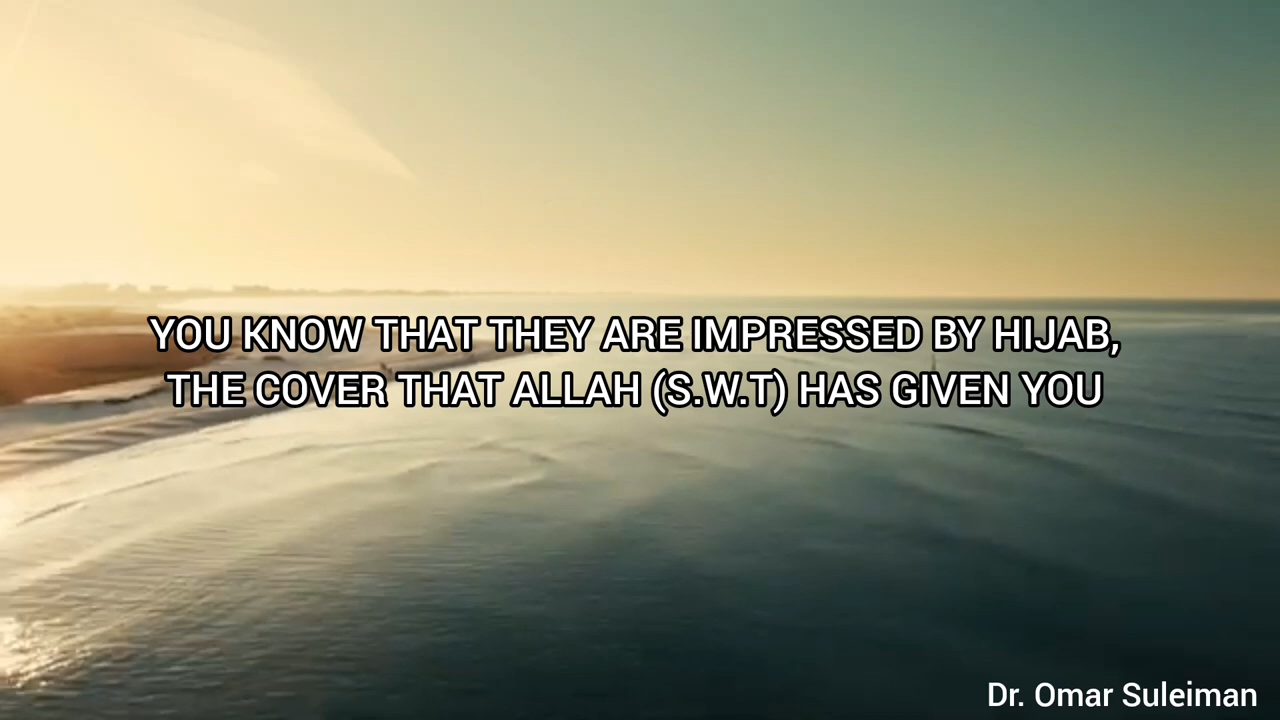 YOU KNOW THAT THEY ARE IMPRESSED BY HIJAB,
THE COVER THAT ALLAH (S.W.T) HAS GIVEN YOU
Dr. Omar Suleiman